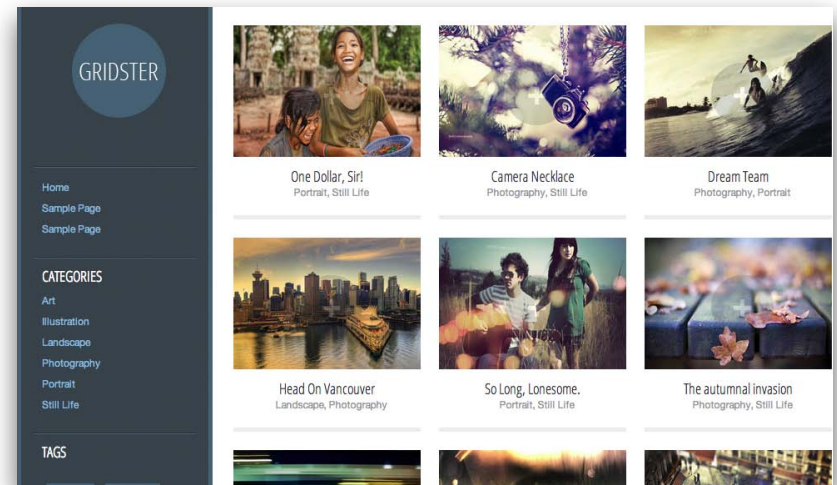 GRIDSTER
Home
Sample Page
Sample Page
CATEGORIES
Art
Illustration
Landscape
Photography
Portrait
Still Life
TAGS
One Dollar, Sir!
Portrait, Still Life
Camera Necklace
Photography, Still Life
Dream Team
Photography, Portrait
Head On Vancouver
Landscape, Photography
So Long, Lonesome.
Portrait, Still Life
The autumnal invasion
Photography, Still Life